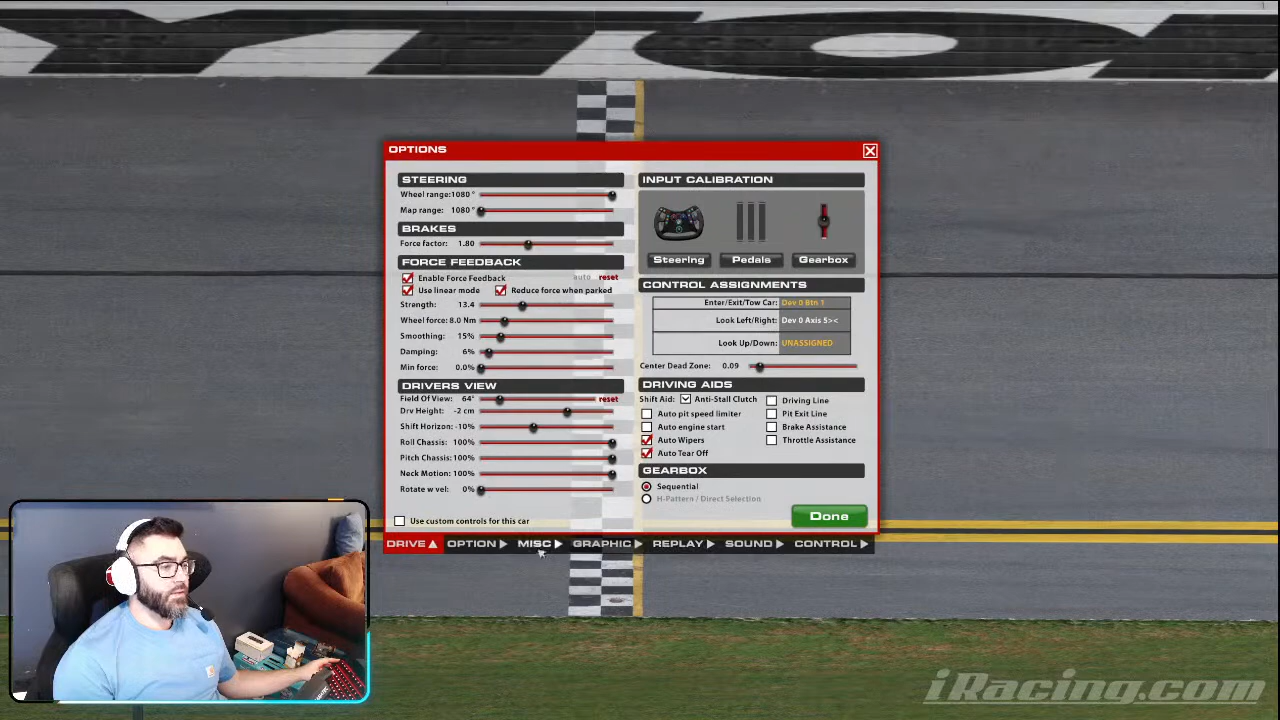 OPTIONS
STEERING
Wheel range: 1080 °
Map range: 1080 °
BRAKES
Force factor: 1.80
FORCE FEEDBACK
Enable Force Feedback auto reset
Use linear mode Reduce force when parked
Strength: 13.4
Wheel force: 8.0 Nm
Smoothing: 15%
Damping: 6%
Min force: 0.0%
DRIVERS VIEW
Field Of View: 64° reset
Drv Height: -2 cm
Shift Horizon: -10%
Roll Chassis: 100%
Pitch Chassis: 100%
Neck Motion: 100%
Rotate w vel: 0%
Use custom controls for this car
INPUT CALIBRATION
Steering Pedals Gearbox
CONTROL ASSIGNMENTS
Enter/Exit/Tow Car: Dev 0 Btn 1
Look Left/Right: Dev 0 Axis 5><
Look Up/Down: UNASSIGNED
Center Dead Zone: 0.09
DRIVING AIDS
Shift Aid: Anti-Stall Clutch Driving Line
Auto pit speed limiter Pit Exit Line
Auto engine start Brake Assistance
Auto Wipers Throttle Assistance
Auto Tear Off
GEARBOX
Sequential
H-Pattern / Direct Selection
Done
DRIVE OPTION MISC GRAPHIC REPLAY SOUND CONTROL
iRacing.com